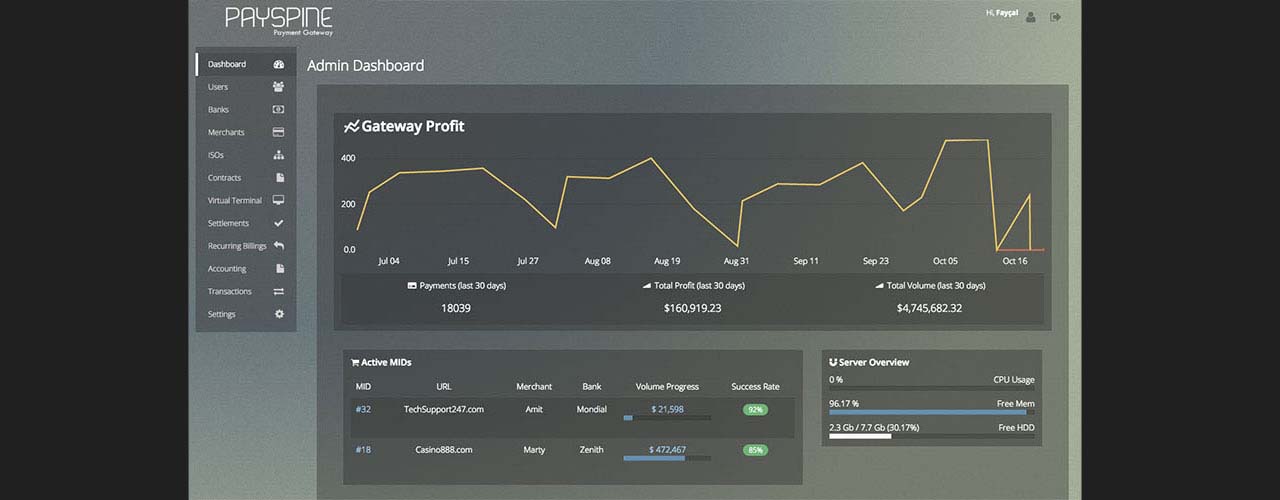 PAYSPINE
Payment Gateway
Hi, Fayçal
Dashboard
Users
Banks
Merchants
ISOs
Contracts
Virtual Terminal
Settlements
Recurring Billings
Accounting
Transactions
Settings
Admin Dashboard
Gateway Profit
400
200
0.0
Jul 04 Jul 15 Jul 27 Aug 08 Aug 19 Aug 31 Sep 11 Sep 23 Oct 05 Oct 16
Payments (last 30 days) Total Profit (last 30 days) Total Volume (last 30 days)
18039 $160,919.23 $4,745,682.32
Active MIDs
MID URL Merchant Bank Volume Progress Success Rate
#32 TechSupport247.com Amit Mondial $ 21,598 92%
#18 Casino888.com Marty Zenith $ 472,467 85%
Server Overview
0 % CPU Usage
96.17 % Free Mem
2.3 Gb / 7.7 Gb (30.17%) Free HDD